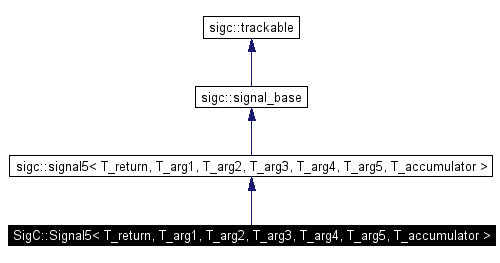 sigc::trackable
sigc::signal_base
sigc::signal5< T_return, T_arg1, T_arg2, T_arg3, T_arg4, T_arg5, T_accumulator >
SigC::Signal5< T_return, T_arg1, T_arg2, T_arg3, T_arg4, T_arg5, T_accumulator >